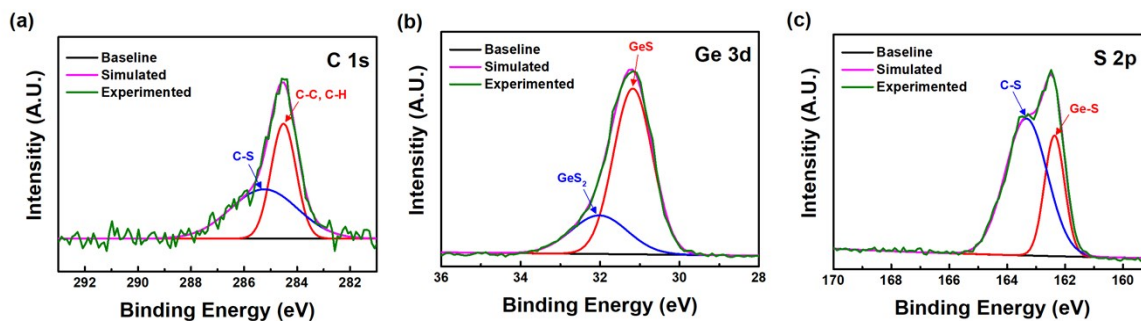 (a)
Intensitiy (A.U.)
Baseline
Simulated
Experimented
C 1s
C-C, C-H
C-S
292 290 288 286 284 282
Binding Energy (eV)
(b)
Intensitiy (A.U.)
Baseline
Simulated
Experimented
GeS
Ge 3d
GeS₂
36 34 32 30 28
Binding Energy (eV)
(c)
Intensitiy (A.U.)
Baseline
Simulated
Experimented
S 2p
C-S
Ge-S
170 168 166 164 162 160
Binding Energy (eV)